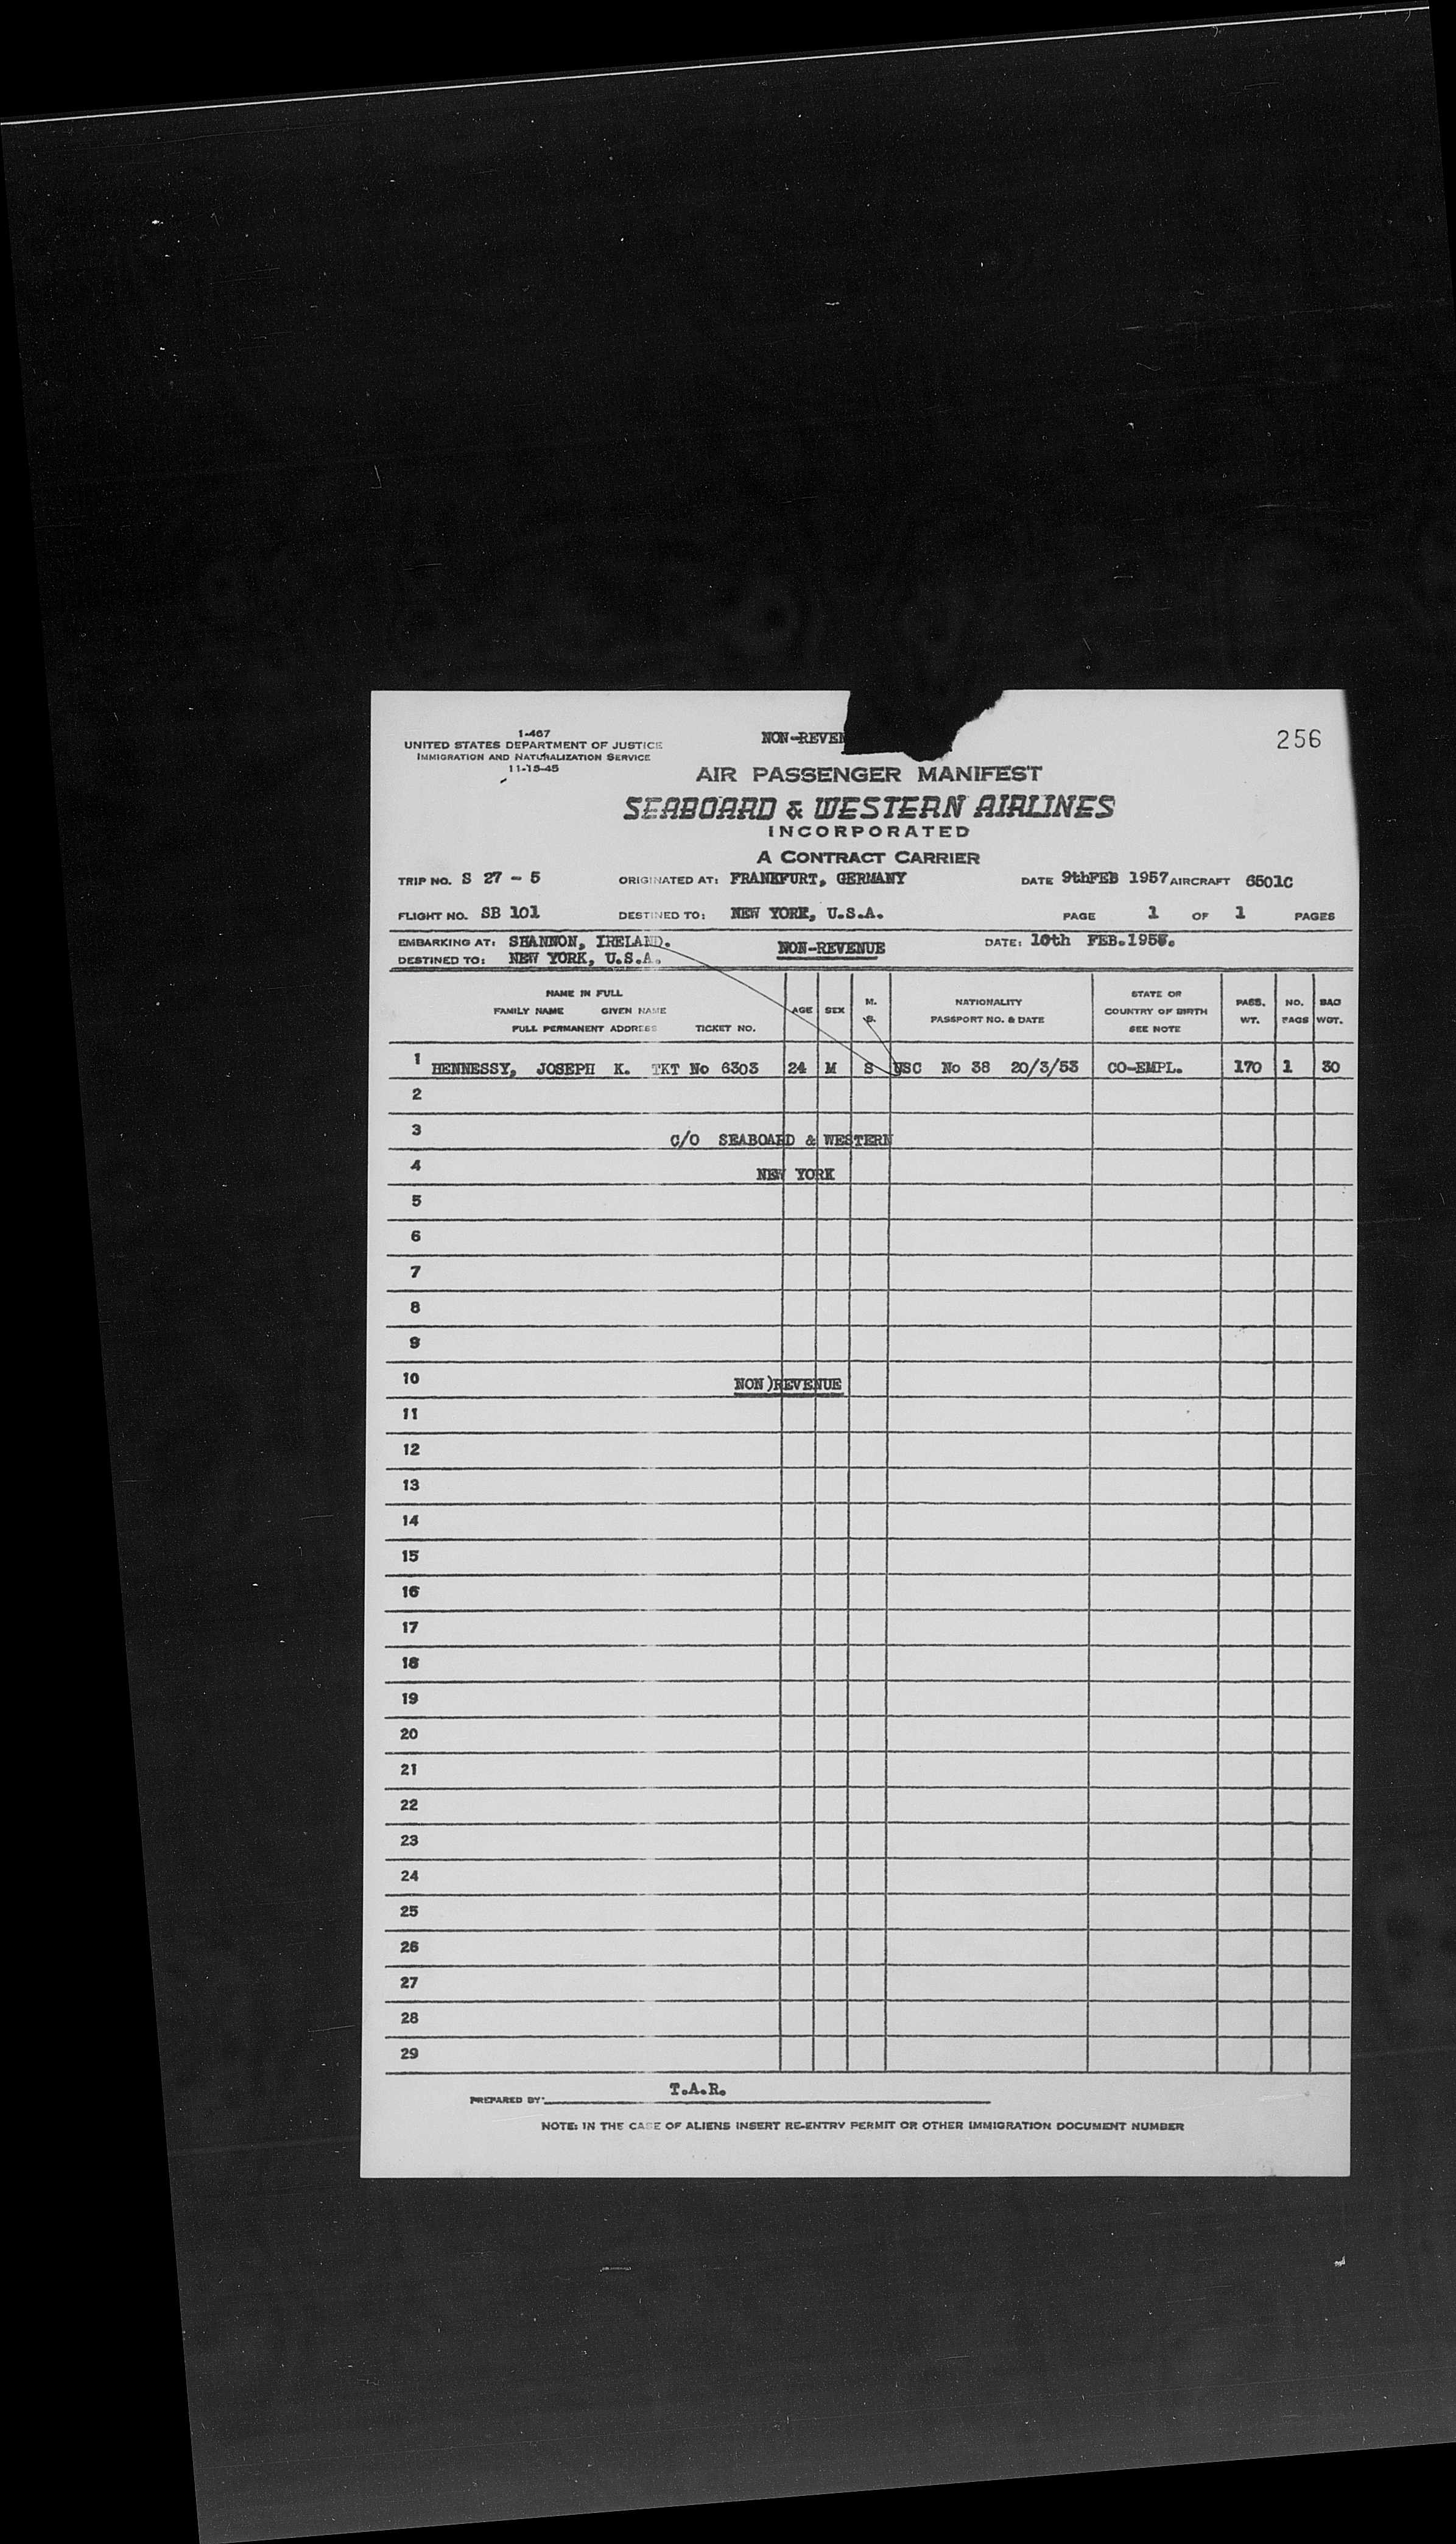 1-467
UNITED STATES DEPARTMENT OF JUSTICE
IMMIGRATION AND NATURALIZATION SERVICE
11-15-45
NON-REVEN
256
AIR PASSENGER MANIFEST
SEABOARD & WESTERN AIRLINES
INCORPORATED
A CONTRACT CARRIER
TRIP NO. S 27 - 5 ORIGINATED AT: FRANKFURT, GERMANY DATE 9thFEB 1957 AIRCRAFT 6501C
FLIGHT NO. SB 101 DESTINED TO: NEW YORK, U.S.A. PAGE 1 OF 1 PAGES
EMBARKING AT: SHANNON, IRELAND. NON-REVENUE DATE: 10th FEB.
DESTINED TO: NEW YORK, U.S.A.
NAME IN FULL
FAMILY NAME GIVEN NAME
FULL PERMANENT ADDRESS TICKET NO.
AGE
SEX
M.
S.
NATIONALITY
PASSPORT NO. & DATE
STATE OR
COUNTRY OF BIRTH
SEE NOTE
PASS.
WT.
NO.
BAGS
BAG
WGT.
1 HENNESSY, JOSEPH K. TKT No 6303 24 M S No 38 20/3/53 CO-EMPL. 170 1 30
2
3 C/O SEABOARD & WESTERN
4 NEW YORK
5
6
7
8
9
10 NON)REVENUE
11
12
13
14
15
16
17
18
19
20
21
22
23
24
25
26
27
28
29
PREPARED BY: T.A.R.
NOTE: IN THE CASE OF ALIENS INSERT RE-ENTRY PERMIT OR OTHER IMMIGRATION DOCUMENT NUMBER